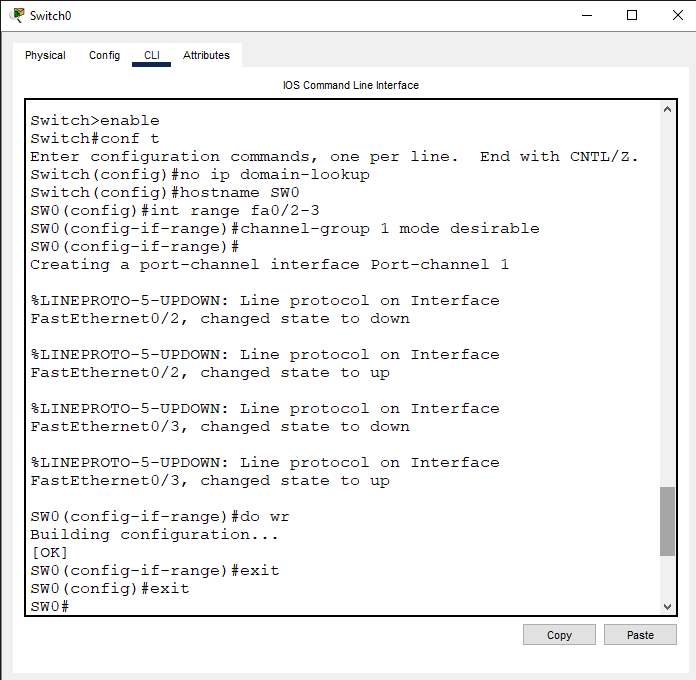 Switch0
Physical Config CLI Attributes
IOS Command Line Interface
Switch>enable
Switch#conf t
Enter configuration commands, one per line.  End with CNTL/Z.
Switch(config)#no ip domain-lookup
Switch(config)#hostname SW0
SW0(config)#int range fa0/2-3
SW0(config-if-range)#channel-group 1 mode desirable
SW0(config-if-range)#
Creating a port-channel interface Port-channel 1
%LINEPROTO-5-UPDOWN: Line protocol on Interface
FastEthernet0/2, changed state to down
%LINEPROTO-5-UPDOWN: Line protocol on Interface
FastEthernet0/2, changed state to up
%LINEPROTO-5-UPDOWN: Line protocol on Interface
FastEthernet0/3, changed state to down
%LINEPROTO-5-UPDOWN: Line protocol on Interface
FastEthernet0/3, changed state to up
SW0(config-if-range)#do wr
Building configuration...
[OK]
SW0(config-if-range)#exit
SW0(config)#exit
SW0#
Copy Paste